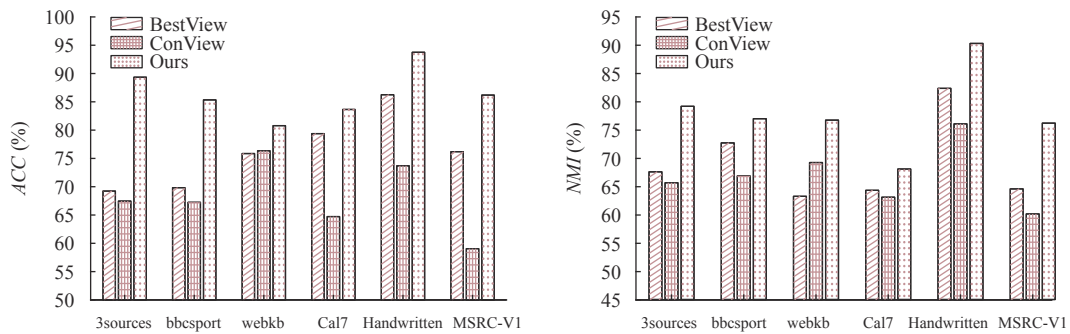 100
95
90
85
80
75
70
65
60
55
50
ACC (%)
BestView
ConView
Ours
3sources bbcsport webkb Cal7 Handwritten MSRC-V1
95
90
85
80
75
70
65
60
55
50
45
NMI (%)
BestView
ConView
Ours
3sources bbcsport webkb Cal7 Handwritten MSRC-V1